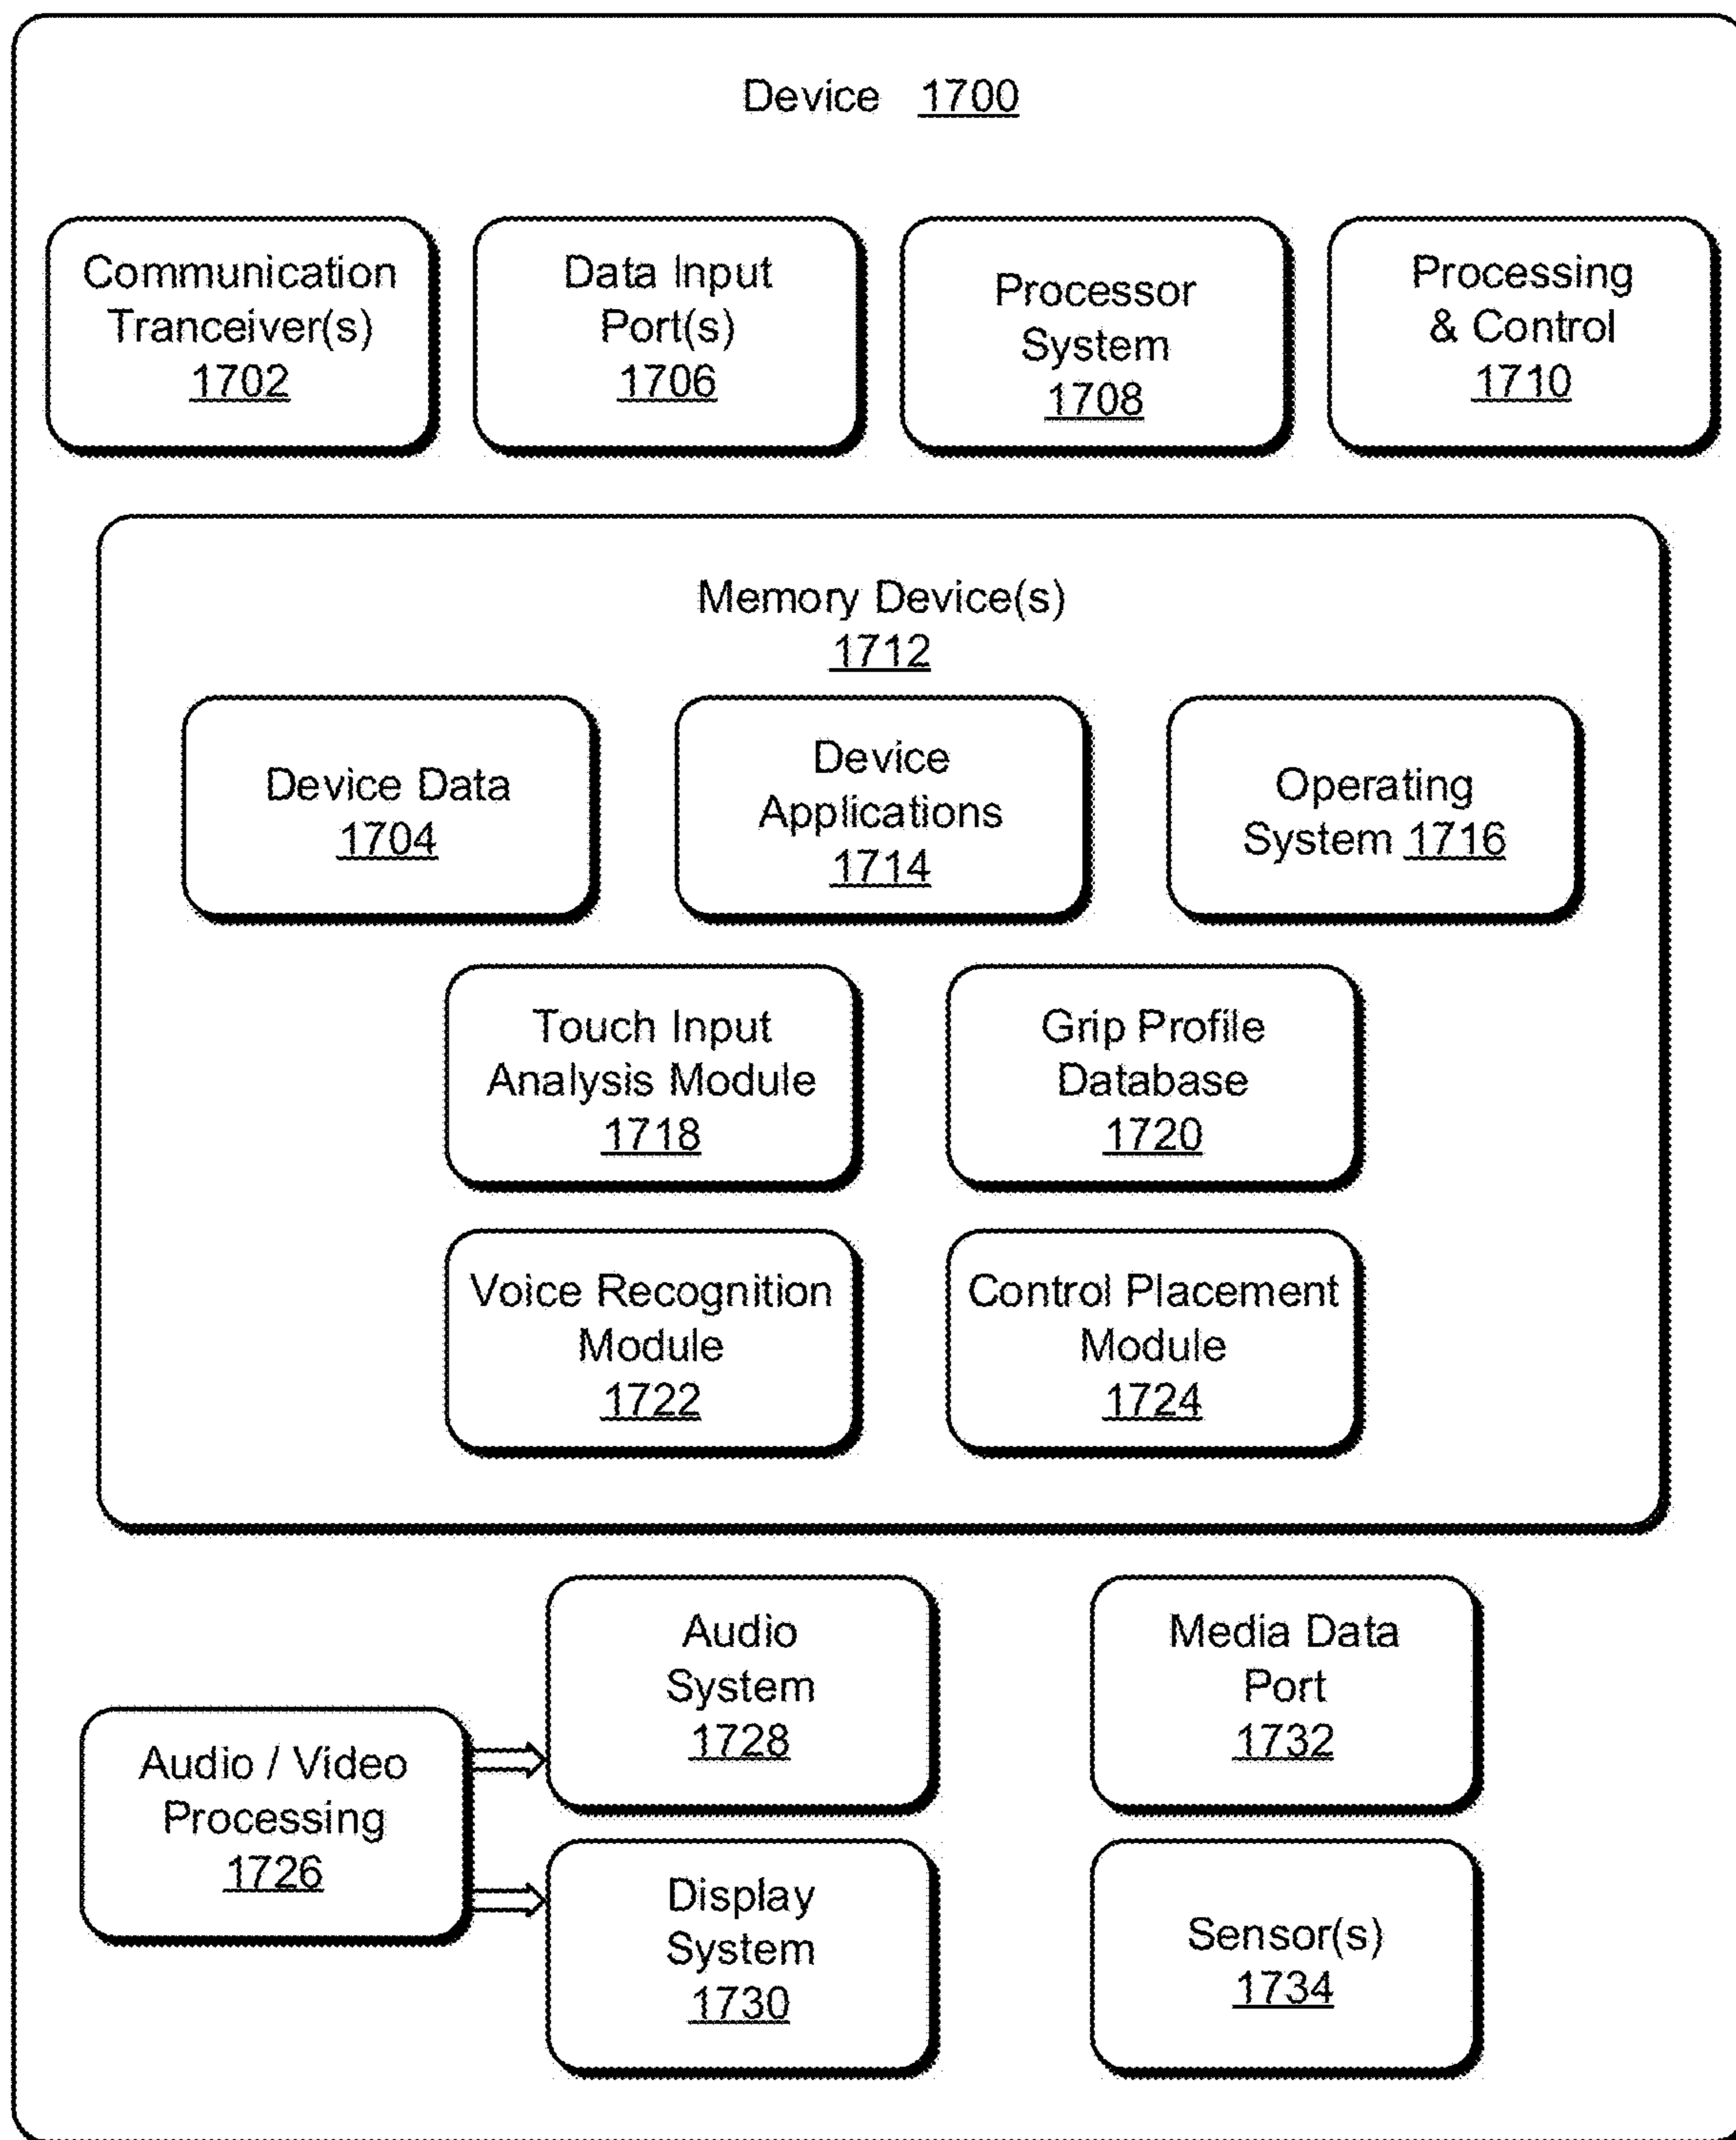 Device 1700
Communication
Tranceiver(s)
1702
Data Input
Port(s)
1706
Processor
System
1708
Processing
& Control
1710
Memory Device(s)
1712
Device Data
1704
Device
Applications
1714
Operating
System 1716
Touch Input
Analysis Module
1718
Grip Profile
Database
1720
Voice Recognition
Module
1722
Control Placement
Module
1724
Audio / Video
Processing
1726
Audio
System
1728
Display
System
1730
Media Data
Port
1732
Sensor(s)
1734